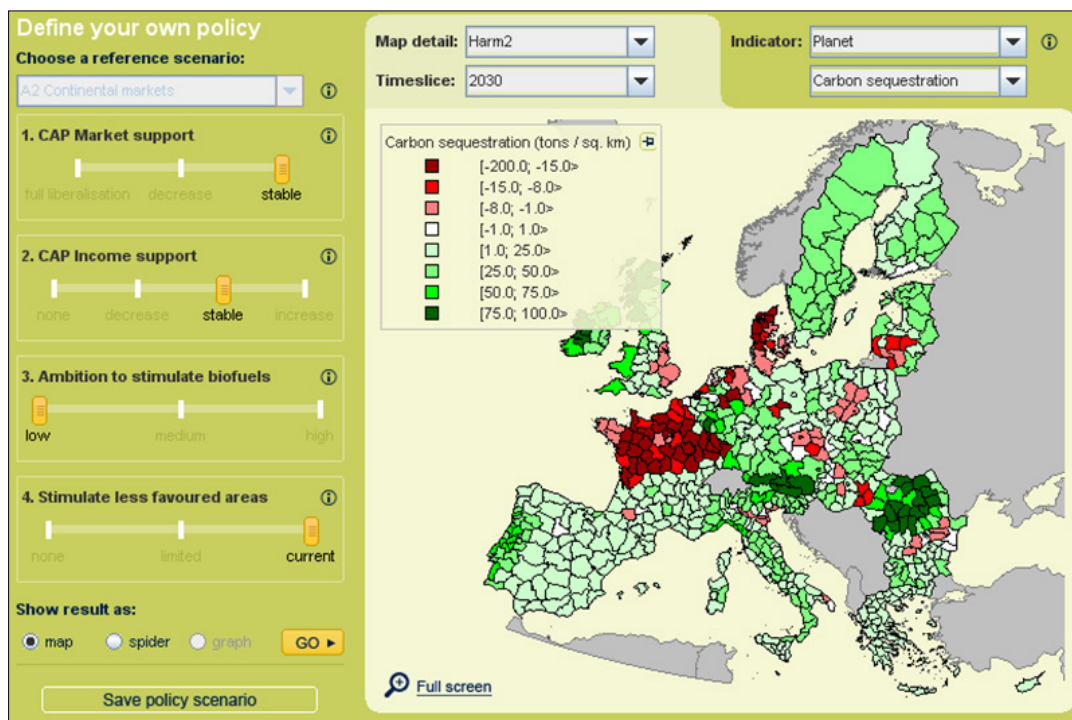 Define your own policy
Choose a reference scenario:
A2 Continental markets
1. CAP Market support
full liberalisation decrease stable
2. CAP Income support
none decrease stable increase
3. Ambition to stimulate biofuels
low medium high
4. Stimulate less favoured areas
none limited current
Show result as:
map spider graph GO
Save policy scenario
Map detail: Harm2
Timeslice: 2030
Indicator: Planet
Carbon sequestration
Carbon sequestration (tons / sq. km)
[-200.0; -15.0>
[-15.0; -8.0>
[-8.0; -1.0>
[-1.0; 1.0>
[1.0; 25.0>
[25.0; 50.0>
[50.0; 75.0>
[75.0; 100.0>
Full screen